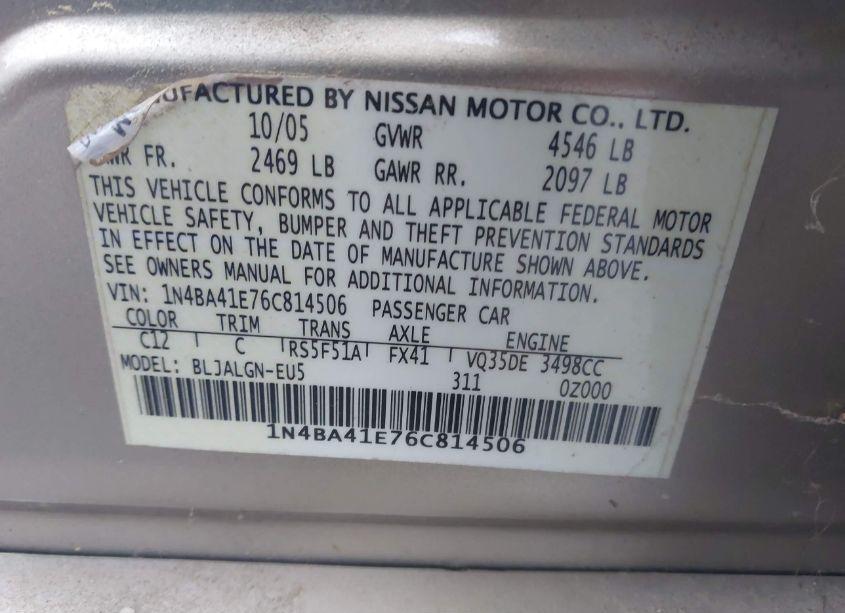 MANUFACTURED BY NISSAN MOTOR CO., LTD.
10/05 GVWR 4546 LB
GAWR FR. 2469 LB GAWR RR. 2097 LB
THIS VEHICLE CONFORMS TO ALL APPLICABLE FEDERAL MOTOR
VEHICLE SAFETY, BUMPER AND THEFT PREVENTION STANDARDS
IN EFFECT ON THE DATE OF MANUFACTURE SHOWN ABOVE.
SEE OWNERS MANUAL FOR ADDITIONAL INFORMATION.
VIN: 1N4BA41E76C814506 PASSENGER CAR
COLOR TRIM TRANS AXLE ENGINE
C12 C RS5F51A FX41 VQ35DE 3498CC
MODEL: BLJALGN-EU5 311 0Z000
1N4BA41E76C814506